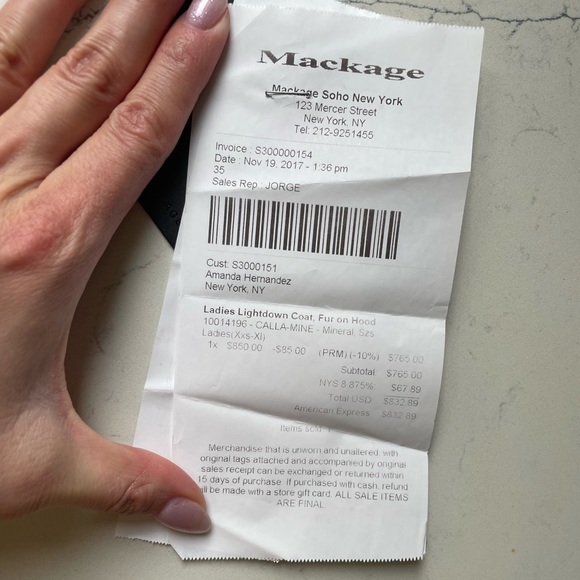 Mackage
Mackage Soho New York
123 Mercer Street
New York, NY
Tel: 212-9251455
Invoice : S300000154
Date : Nov 19, 2017 - 1:36 pm
35
Sales Rep : JORGE
Cust: S3000151
Amanda Hernandez
New York, NY
Ladies Lightdown Coat, Fur on Hood
10014196 - CALLA-MINE - Mineral, Szs
Ladies(Xxs-Xl)
1x $850.00 -$85.00 (PRM) (-10%) $765.00
Subtotal: $765.00
NYS 8.875%: $67.89
Total USD: $832.89
American Express: $832.89
Items sold: 1
Merchandise that is unworn and unaltered, with
original tags attached and accompanied by original
sales receipt can be exchanged or returned within
15 days of purchase. If purchased with cash, refund
will be made with a store gift card. ALL SALE ITEMS
ARE FINAL